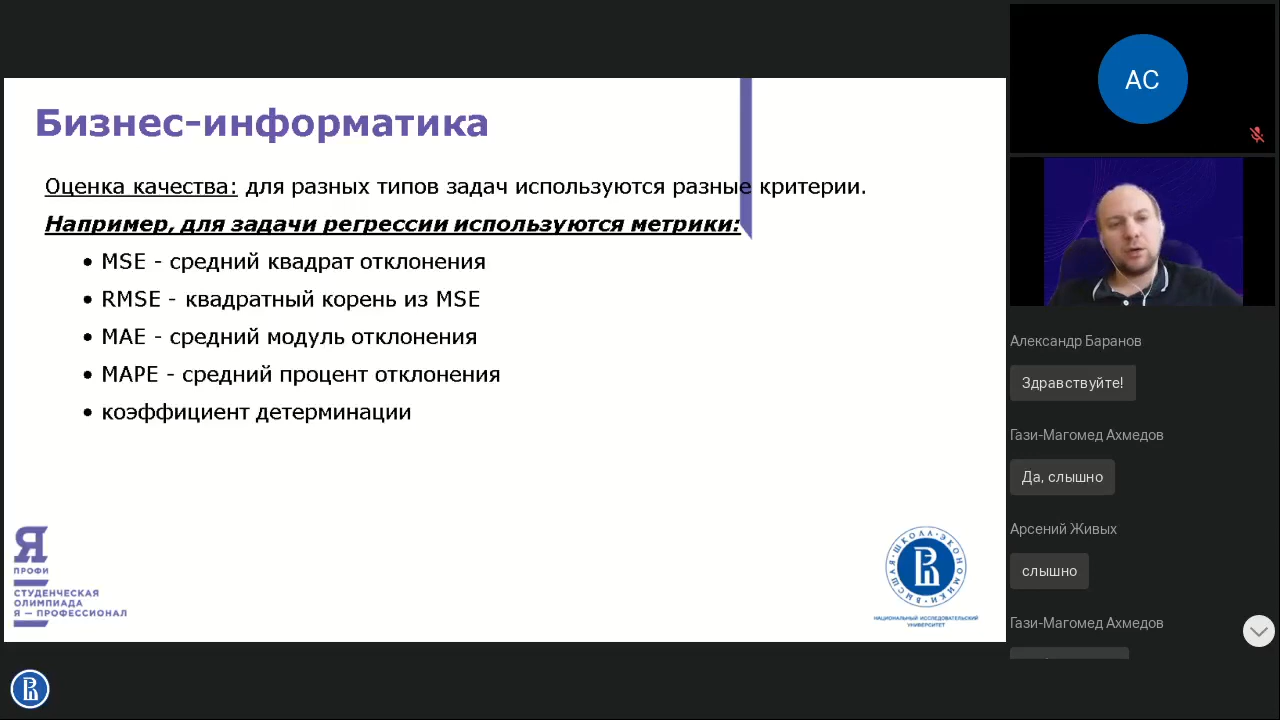 Бизнес-информатика
Оценка качества: для разных типов задач используются разные критерии.
Например, для задачи регрессии используются метрики:
• MSE - средний квадрат отклонения
• RMSE - квадратный корень из MSE
• MAE - средний модуль отклонения
• MAPE - средний процент отклонения
• коэффициент детерминации
Я
ПРОФИ
СТУДЕНЧЕСКАЯ
ОЛИМПИАДА
Я — ПРОФЕССИОНАЛ
ВЫСШАЯ • ШКОЛА • ЭКОНОМИКИ
НАЦИОНАЛЬНЫЙ ИССЛЕДОВАТЕЛЬСКИЙ
УНИВЕРСИТЕТ
АС
Александр Баранов
Здравствуйте!
Гази-Магомед Ахмедов
Да, слышно
Арсений Живых
слышно
Гази-Магомед Ахмедов